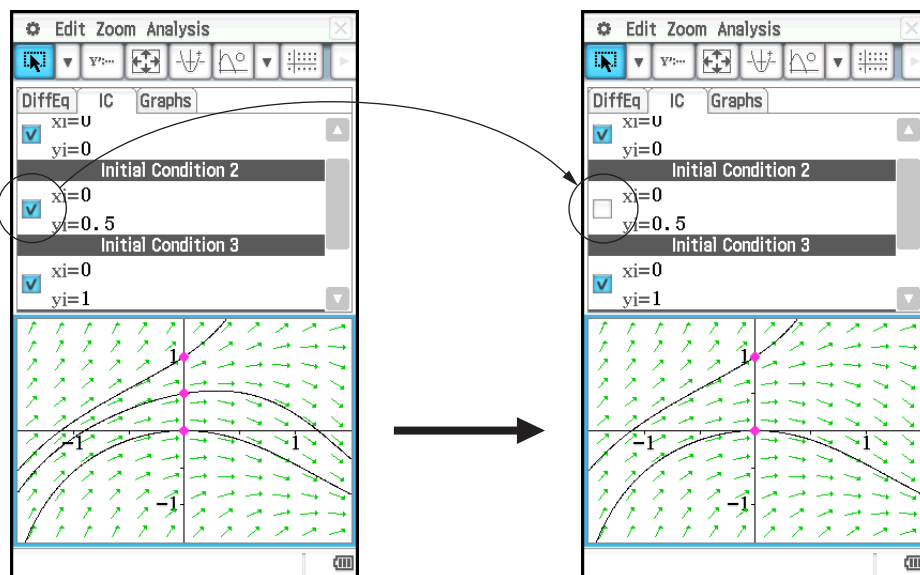 Edit Zoom Analysis
DiffEq IC Graphs
xi=0
yi=0
Initial Condition 2
xi=0
yi=0.5
Initial Condition 3
xi=0
yi=1
1
-1
1
-1
Edit Zoom Analysis
DiffEq IC Graphs
xi=0
yi=0
Initial Condition 2
xi=0
yi=0.5
Initial Condition 3
xi=0
yi=1
1
-1
1
-1